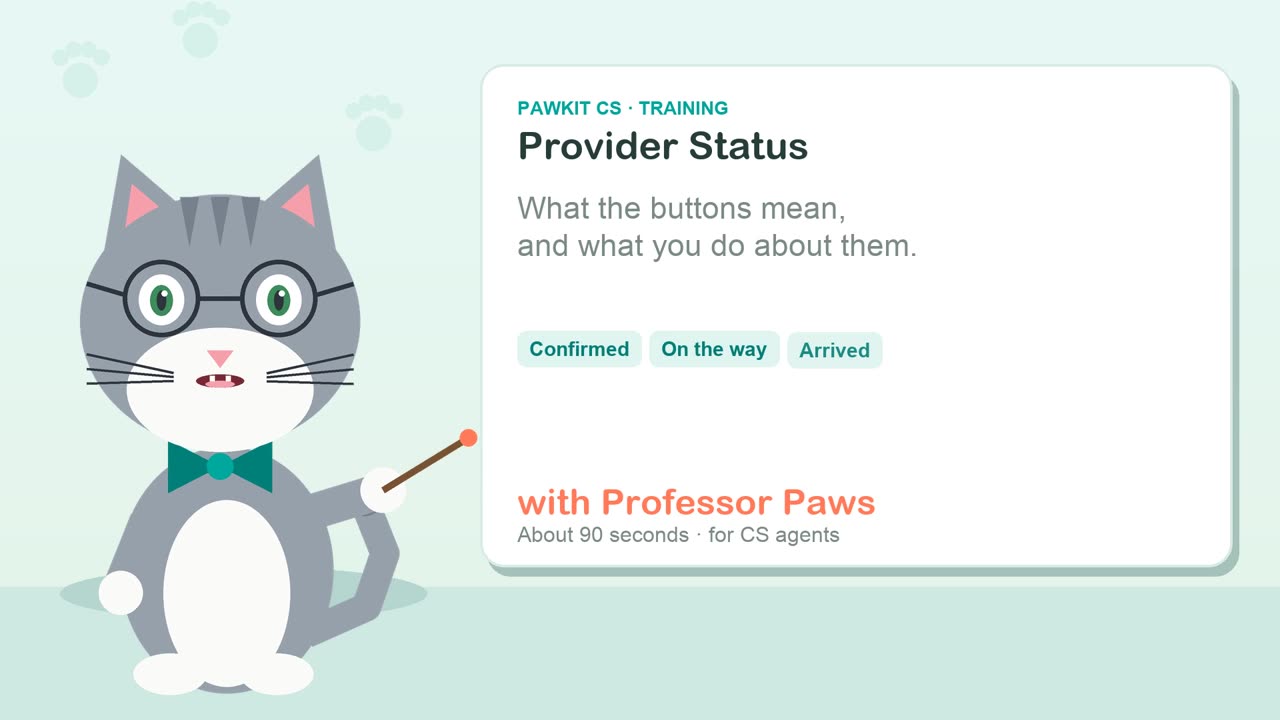 PAWKIT CS · TRAINING
Provider Status
What the buttons mean,
and what you do about them.
Confirmed
On the way
Arrived
with Professor Paws
About 90 seconds · for CS agents